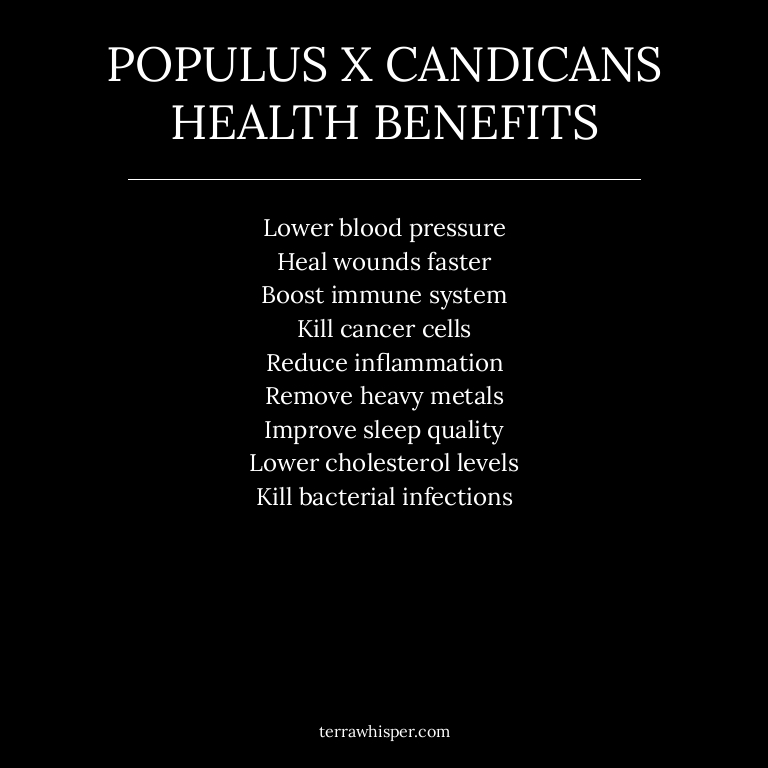 POPULUS X CANDICANS
HEALTH BENEFITS
Lower blood pressure
Heal wounds faster
Boost immune system
Kill cancer cells
Reduce inflammation
Remove heavy metals
Improve sleep quality
Lower cholesterol levels
Kill bacterial infections
terrawhisper.com